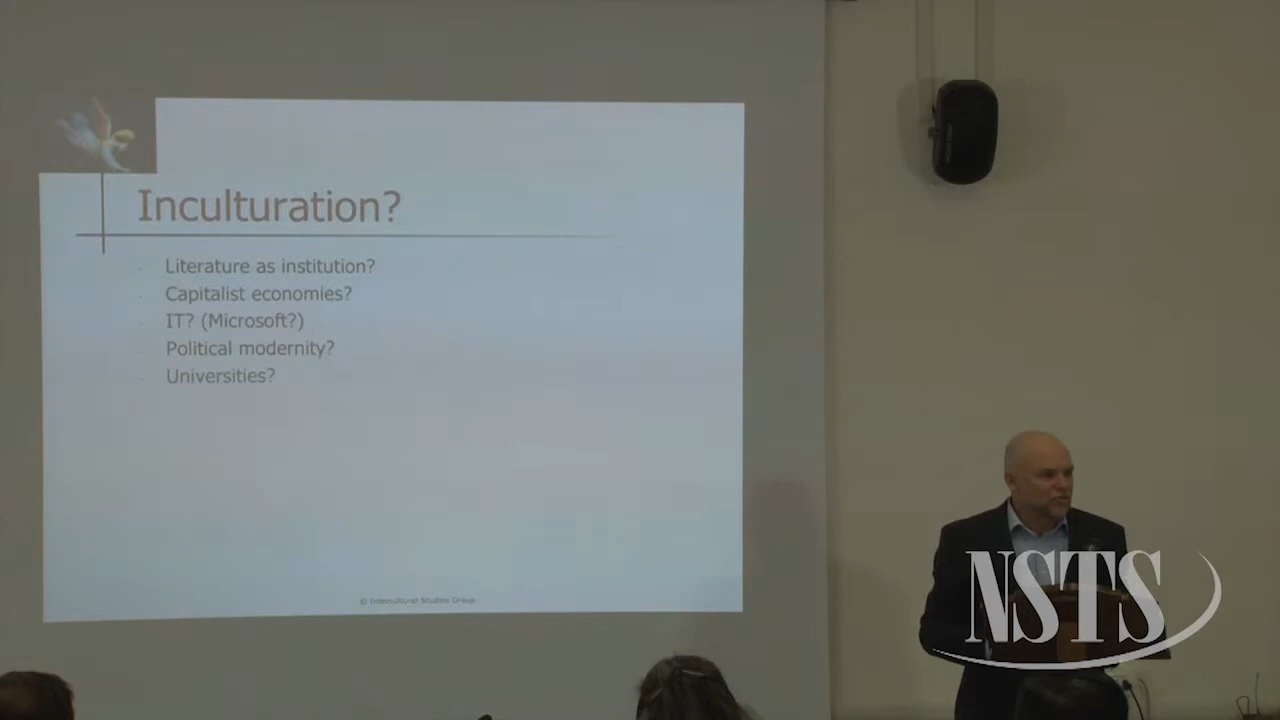 Inculturation?
- Literature as institution?
- Capitalist economies?
- IT? (Microsoft?)
- Political modernity?
- Universities?
© Intercultural Studies Group
NSTS